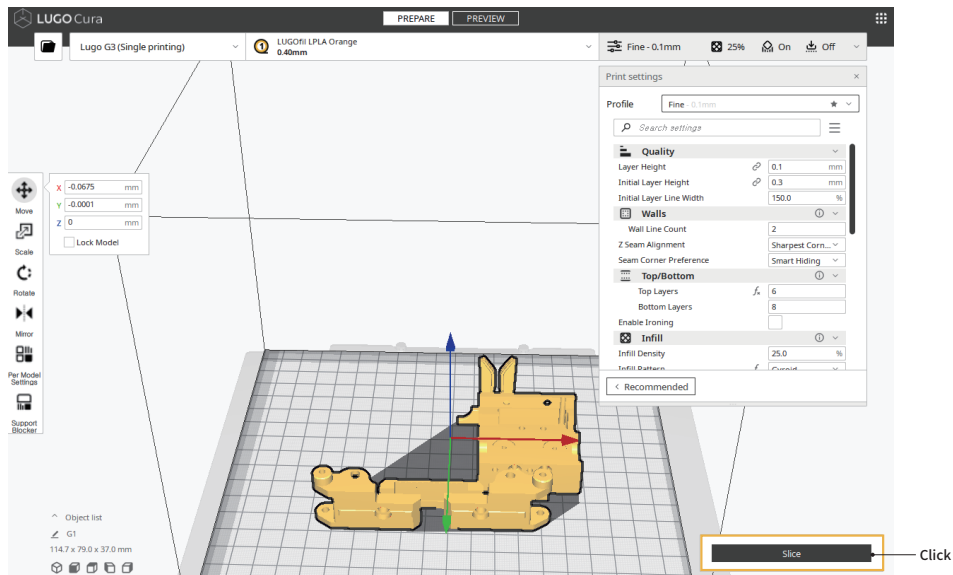 LUGO Cura
PREPARE
PREVIEW
Lugo G3 (Single printing)
1
LUGOfil LPLA Orange
0.40mm
Fine - 0.1mm
25%
On
Off
Print settings
×
Profile
Fine - 0.1mm
Search settings
Quality
Layer Height
0.1 mm
Initial Layer Height
0.3 mm
Initial Layer Line Width
150.0 %
Walls
Wall Line Count
2
Z Seam Alignment
Sharpest Corn...
Seam Corner Preference
Smart Hiding
Top/Bottom
Top Layers
6
Bottom Layers
8
Enable Ironing
Infill
Infill Density
25.0 %
Infill Pattern
Gyroid
< Recommended
Move
Scale
Rotate
Mirror
Per Model
Settings
Support
Blocker
X -0.0675 mm
Y -0.0001 mm
Z 0 mm
Lock Model
Object list
G1
114.7 x 79.0 x 37.0 mm
Slice
Click